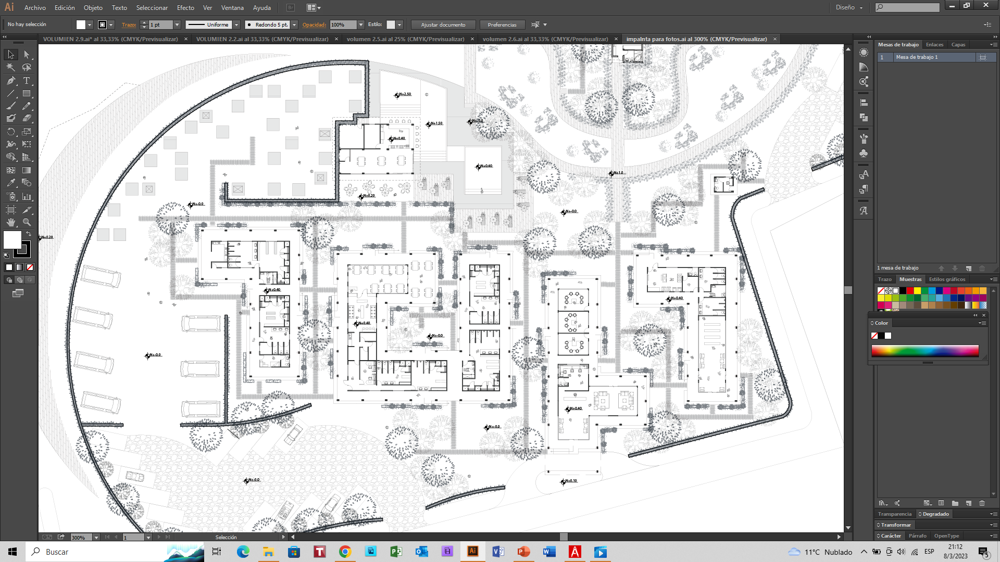 Ai Archivo Edición Objeto Texto Seleccionar Efecto Ver Ventana Ayuda Br Diseño
No hay selección Trazo: 1 pt Uniforme Redondo 5 pt. Opacidad: 100% Estilo: Ajustar documento Preferencias
VOLUMIEN 2.9.ai* al 33,33% (CMYK/Previsualizar) VOLUMIEN 2.2.ai al 33,33% (CMYK/Previsualizar) volumen 2.5.ai al 25% (CMYK/Previsualizar) volumen 2.6.ai al 33,33% (CMYK/Previsualizar) impalnta para fotos.ai al 300% (CMYK/Previsualizar)
Mesas de trabajo Enlaces Capas
1 Mesa de trabajo 1
N+2.50
N+-0.0
N+1.50
N+0.40
N+0.40
N+1.0
N+0.20
N+-0.0
N+-0.0
N+0.20
1 mesa de trabajo
Trazo Muestras Estilos gráficos
N+0.40
N+0.40
N+0.40
N+-0.0
Color
N+-0.0
N+0.40
N+-0.0
N+-0.0
N+0.10
Transparencia Degradado
Transformar
Carácter Párrafo OpenType
300% 1 Selección
Buscar
11°C Nublado ESP
21:12
8/3/2023
5